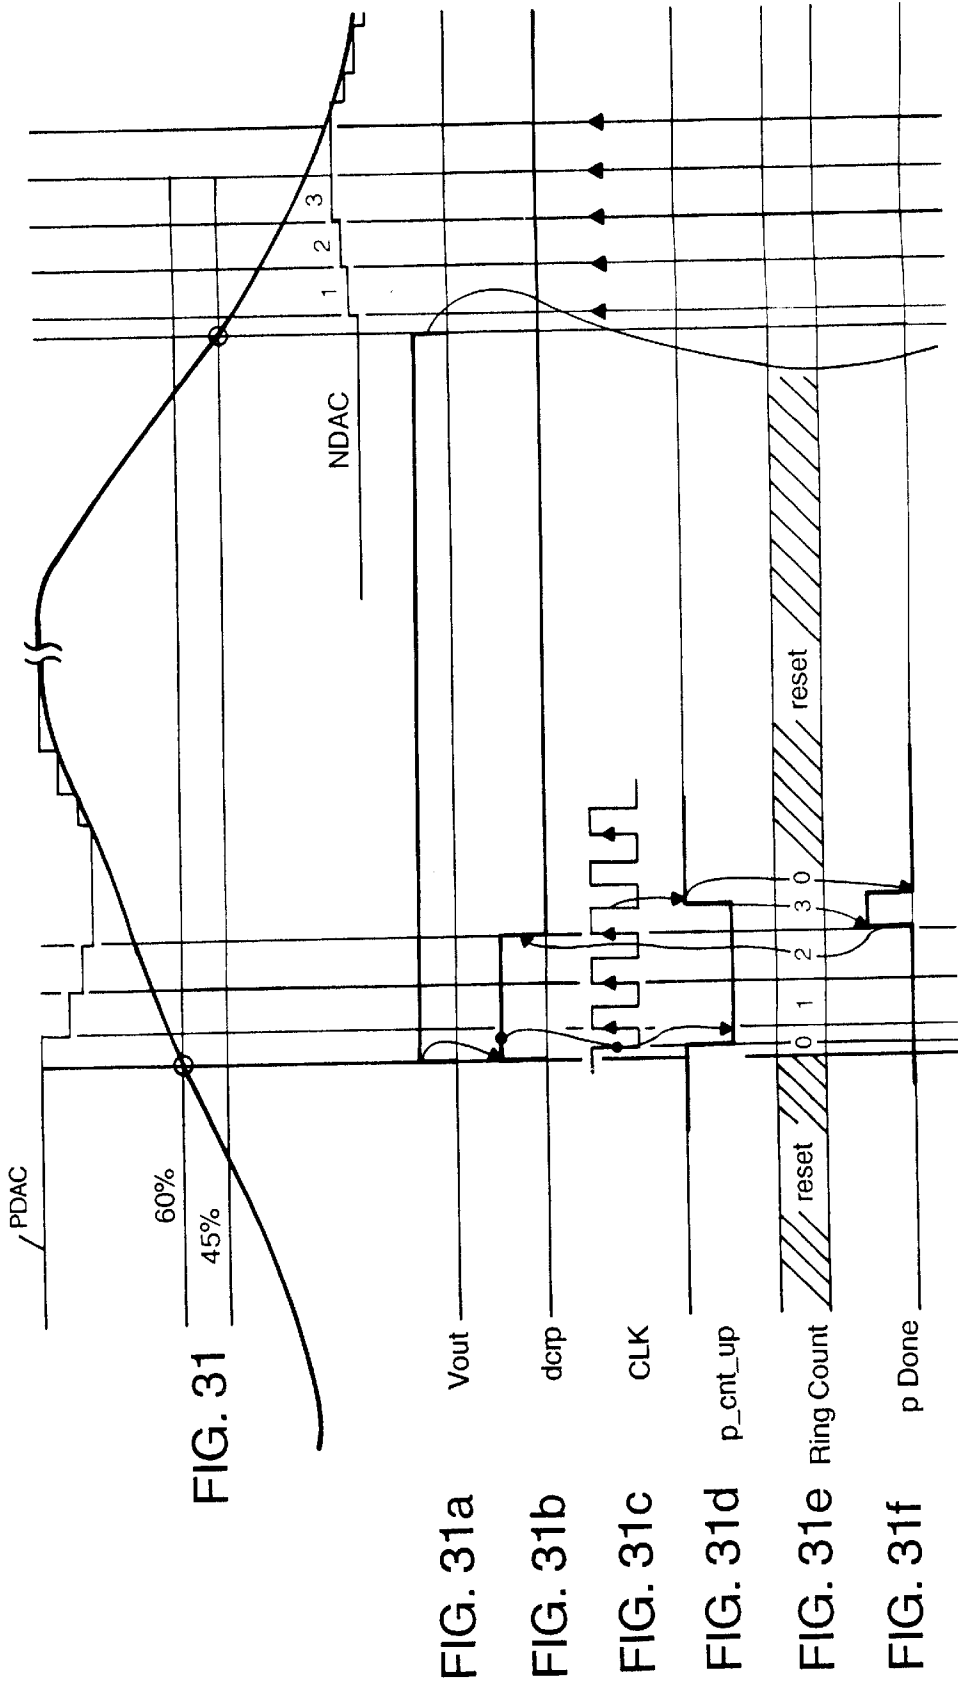 PDAC
60%
45%
NDAC
1 2 3
FIG. 31
FIG. 31a
Vout
FIG. 31b
dcrp
FIG. 31c
CLK
FIG. 31d
p_cnt_up
FIG. 31e
Ring Count
reset
0 1 2 3 0
reset
FIG. 31f
p Done